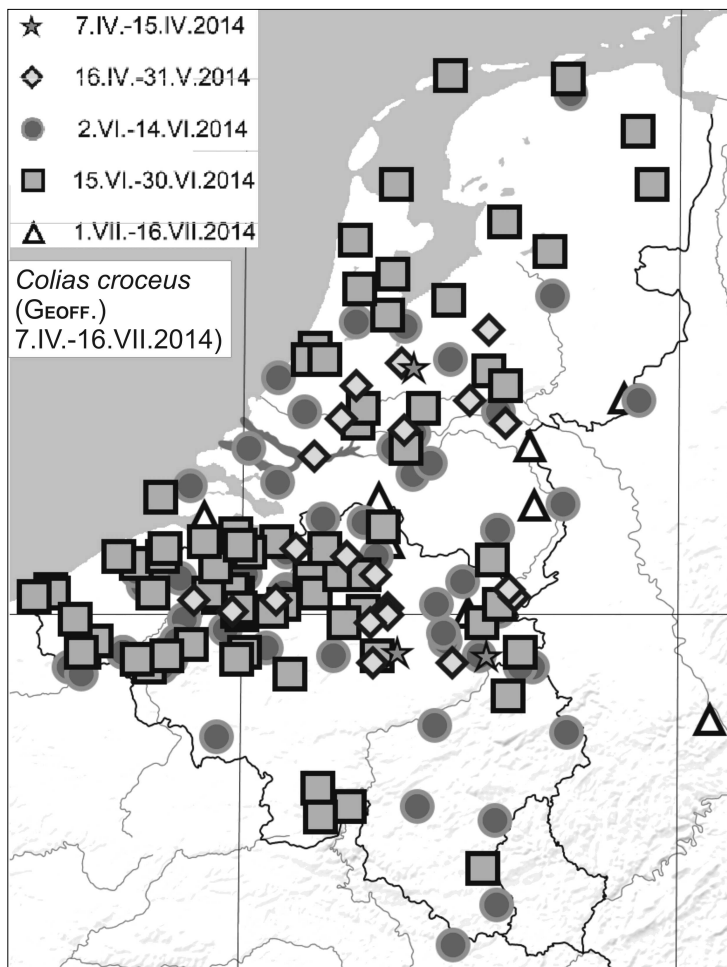 7.IV.-15.IV.2014
16.IV.-31.V.2014
2.VI.-14.VI.2014
15.VI.-30.VI.2014
1.VII.-16.VII.2014
Colias croceus
(GEOFF.)
7.IV.-16.VII.2014)